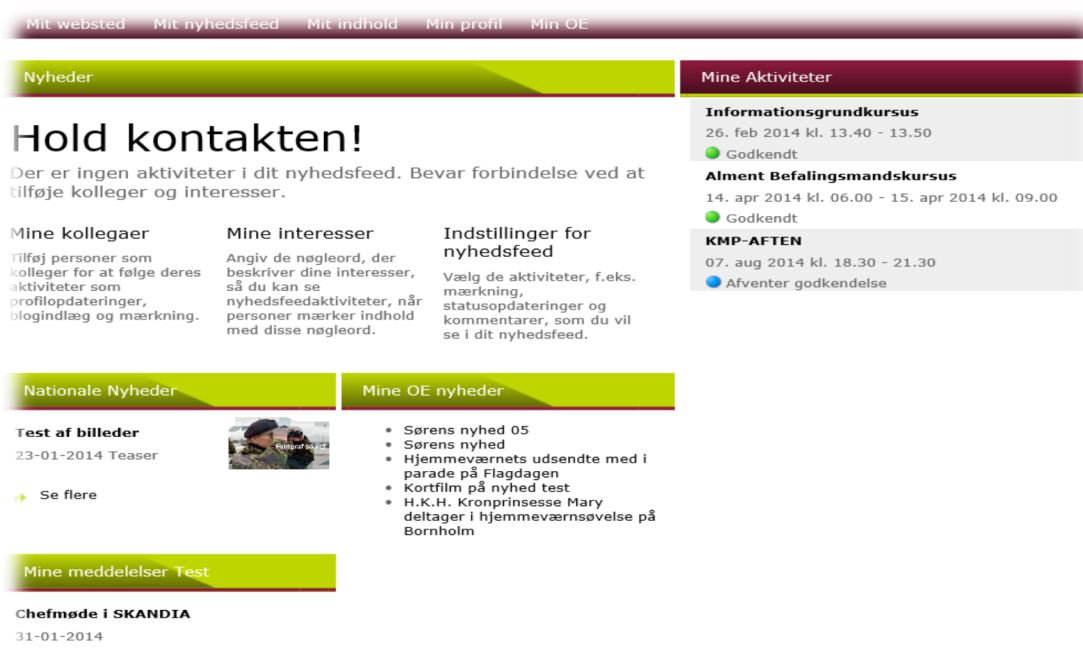 Mit websted Mit nyhedsfeed Mit indhold Min profil Min OE
Nyheder
Hold kontakten!
Der er ingen aktiviteter i dit nyhedsfeed. Bevar forbindelse ved at
tilføje kolleger og interesser.
Mine kollegaer
Tilføj personer som
kolleger for at følge deres
aktiviteter som
profilopdateringer,
blogindlæg og mærkning.
Mine interesser
Angiv de nøgleord, der
beskriver dine interesser,
så du kan se
nyhedsfeedaktiviteter, når
personer mærker indhold
med disse nøgleord.
Indstillinger for
nyhedsfeed
Vælg de aktiviteter, f.eks.
mærkning,
statusopdateringer og
kommentarer, som du vil
se i dit nyhedsfeed.
Mine Aktiviteter
Informationsgrundkursus
26. feb 2014 kl. 13.40 - 13.50
Godkendt
Alment Befalingsmandskursus
14. apr 2014 kl. 06.00 - 15. apr 2014 kl. 09.00
Godkendt
KMP-AFTEN
07. aug 2014 kl. 18.30 - 21.30
Afventer godkendelse
Nationale Nyheder
Test af billeder
23-01-2014 Teaser
Se flere
Mine OE nyheder
Sørens nyhed 05
Sørens nyhed
Hjemmeværnets udsendte med i
parade på Flagdagen
Kortfilm på nyhed test
H.K.H. Kronprinsesse Mary
deltager i hjemmeværnsøvelse på
Bornholm
Mine meddelelser Test
Chefmøde i SKANDIA
31-01-2014